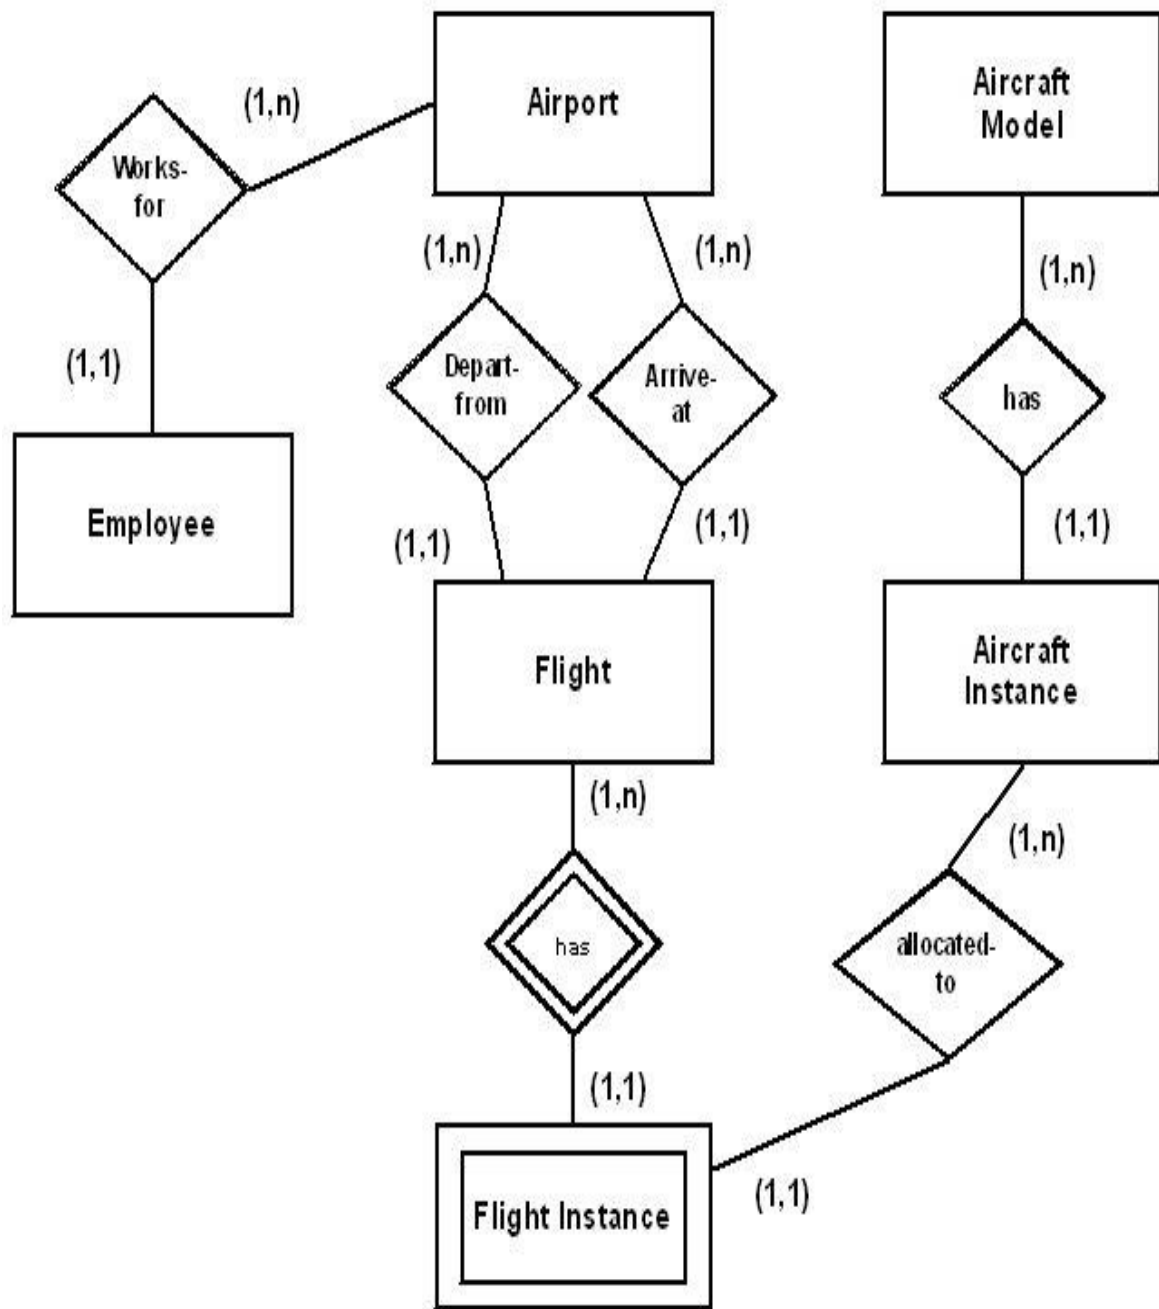 Airport
Aircraft
Model
(1,n)
Works-
for
(1,n)
(1,n)
(1,n)
(1,1)
Depart-
from
Arrive-
at
has
Employee
(1,1)
(1,1)
(1,1)
Flight
Aircraft
Instance
(1,n)
(1,n)
has
allocated-
to
(1,1)
(1,1)
Flight Instance